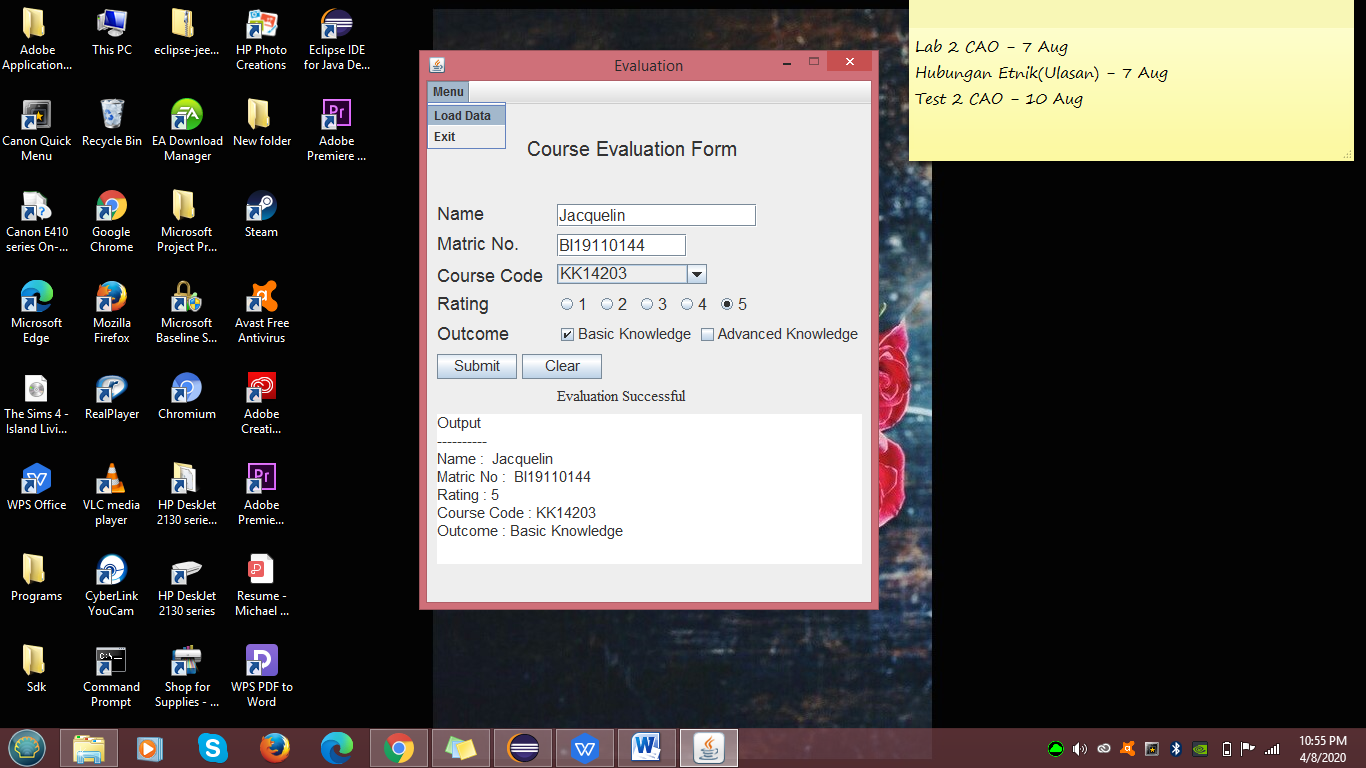 Adobe
Application...
This PC
eclipse-jee...
HP Photo
Creations
Eclipse IDE
for Java De...
Canon Quick
Menu
Recycle Bin
EA Download
Manager
New folder
Adobe
Premiere ...
Canon E410
series On-...
Google
Chrome
Microsoft
Project Pr...
Steam
Microsoft
Edge
Mozilla
Firefox
Microsoft
Baseline S...
Avast Free
Antivirus
The Sims 4 -
Island Livi...
RealPlayer
Chromium
Adobe
Creati...
WPS Office
VLC media
player
HP DeskJet
2130 serie...
Adobe
Premie...
Programs
CyberLink
YouCam
HP DeskJet
2130 series
Resume -
Michael ...
Sdk
Command
Prompt
Shop for
Supplies - ...
WPS PDF to
Word
Evaluation
Menu
Load Data
Exit
Course Evaluation Form
Name Jacquelin
Matric No. BI19110144
Course Code KK14203
Rating 1 2 3 4 5
Outcome Basic Knowledge Advanced Knowledge
Submit Clear
Evaluation Successful
Output
----------
Name : Jacquelin
Matric No : BI19110144
Rating : 5
Course Code : KK14203
Outcome : Basic Knowledge
Lab 2 CAO - 7 Aug
Hubungan Etnik(Ulasan) - 7 Aug
Test 2 CAO - 10 Aug
10:55 PM
4/8/2020